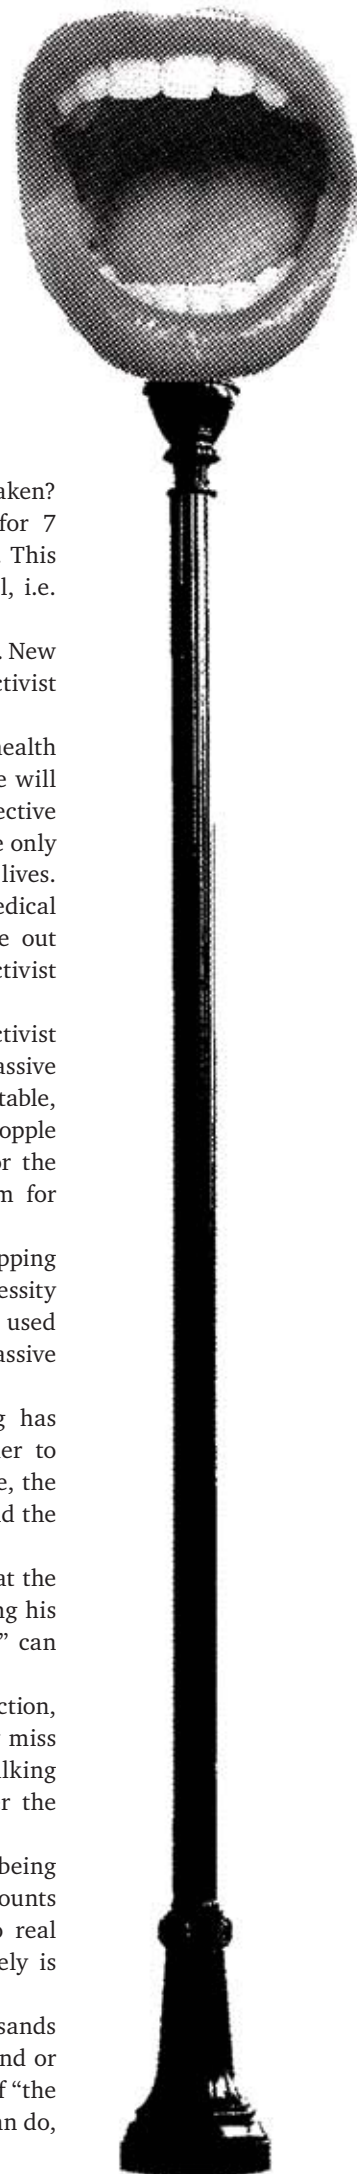 aken?
for 7
This
l, i.e.
. New
ctivist
health
e will
ective
e only
lives.
edical
e out
ctivist
ctivist
assive
table,
opple
or the
m for
pping
essity
used
assive
g has
er to
e, the
d the
at the
ng his
” can
ction,
miss
lking
r the
being
ounts
o real
ely is
sands
nd or
f “the
an do,